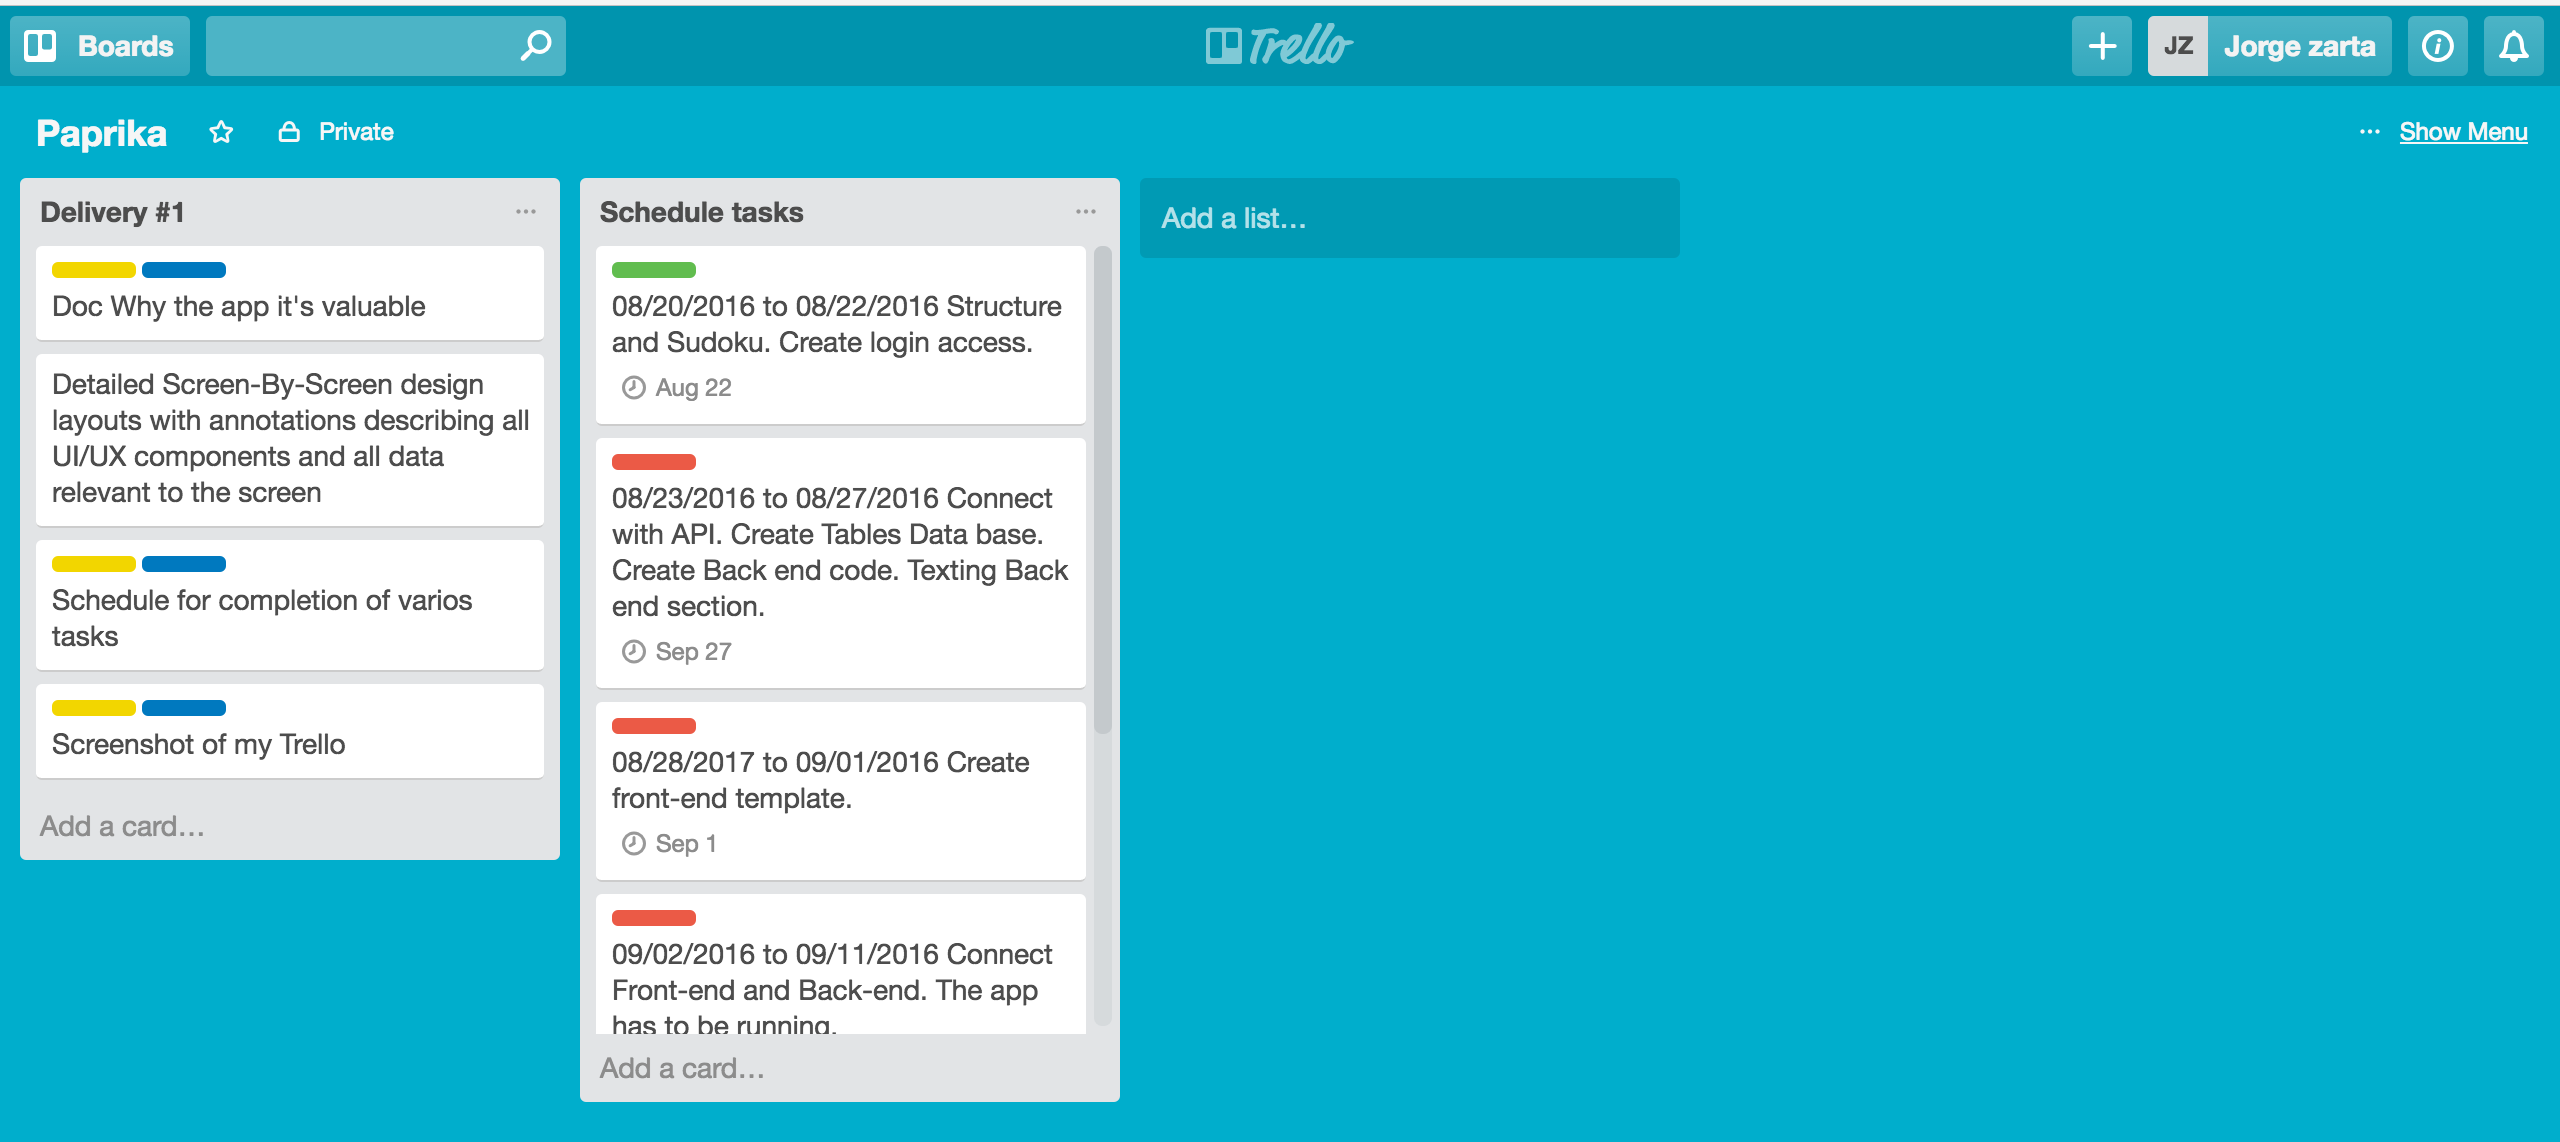 Boards
Trello
JZ
Jorge zarta
Paprika
Private
... Show Menu
Delivery #1
Doc Why the app it's valuable
Detailed Screen-By-Screen design
layouts with annotations describing all
UI/UX components and all data
relevant to the screen
Schedule for completion of varios
tasks
Screenshot of my Trello
Add a card...
Schedule tasks
08/20/2016 to 08/22/2016 Structure
and Sudoku. Create login access.
Aug 22
08/23/2016 to 08/27/2016 Connect
with API. Create Tables Data base.
Create Back end code. Texting Back
end section.
Sep 27
08/28/2017 to 09/01/2016 Create
front-end template.
Sep 1
09/02/2016 to 09/11/2016 Connect
Front-end and Back-end. The app
has to be running.
Add a card...
Add a list...